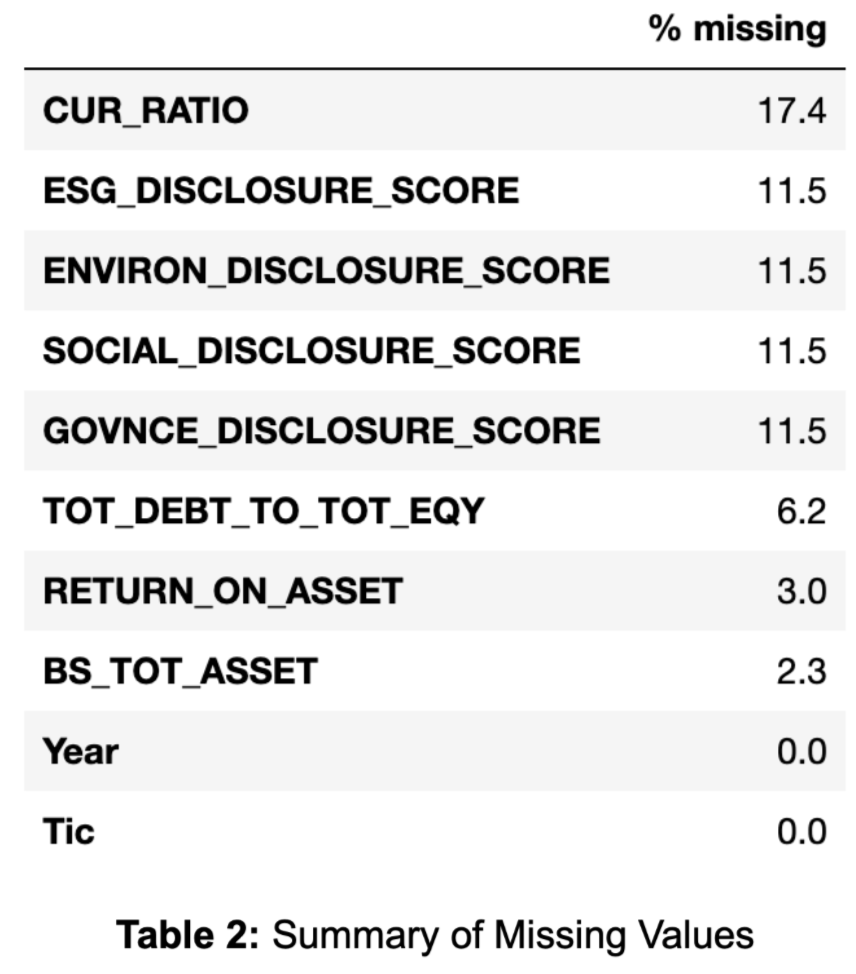 % missing
CUR_RATIO 17.4
ESG_DISCLOSURE_SCORE 11.5
ENVIRON_DISCLOSURE_SCORE 11.5
SOCIAL_DISCLOSURE_SCORE 11.5
GOVNCE_DISCLOSURE_SCORE 11.5
TOT_DEBT_TO_TOT_EQY 6.2
RETURN_ON_ASSET 3.0
BS_TOT_ASSET 2.3
Year 0.0
Tic 0.0
Table 2: Summary of Missing Values